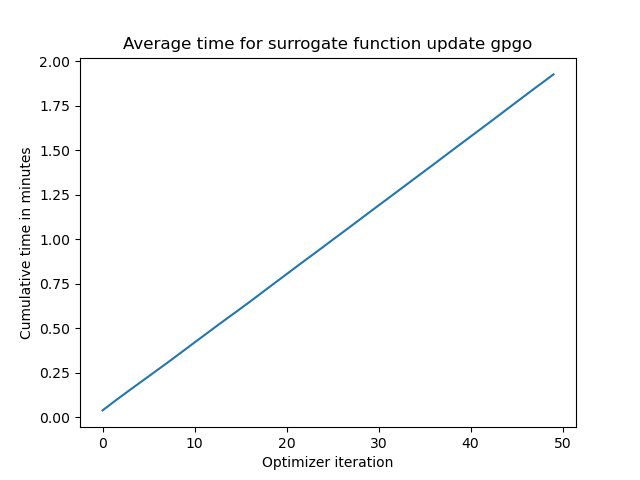 Average time for surrogate function update gpgo
2.00
1.75
1.50
1.25
1.00
0.75
0.50
0.25
0.00
Cumulative time in minutes
0 10 20 30 40 50
Optimizer iteration